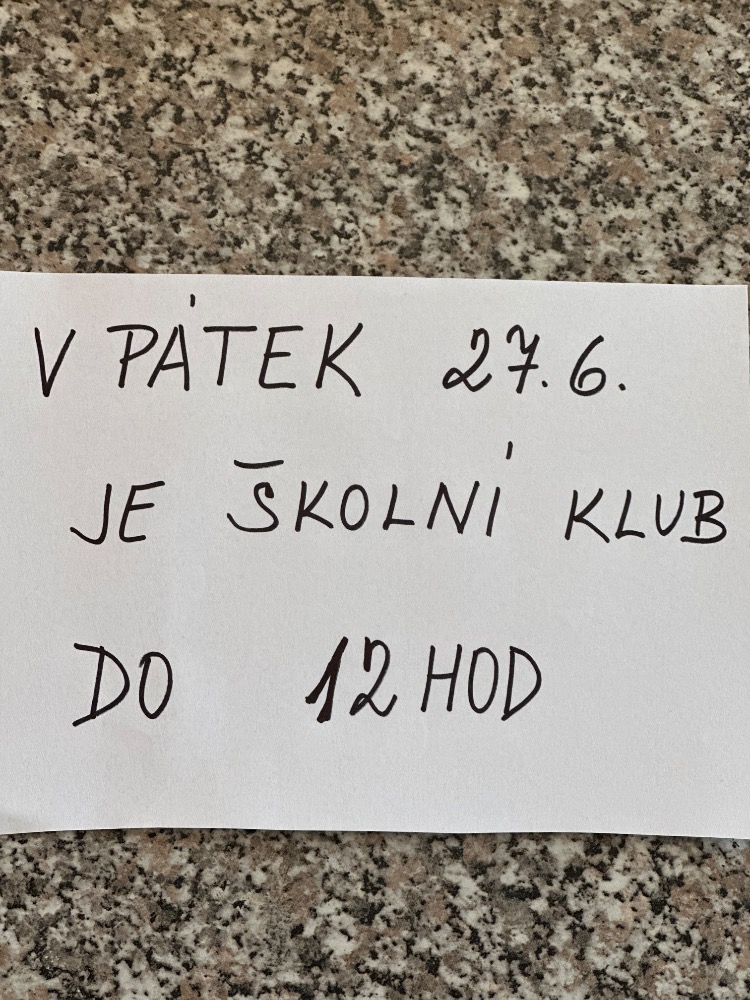 V PÁTEK 27.6.
JE ŠKOLNÍ KLUB
DO 12 HOD